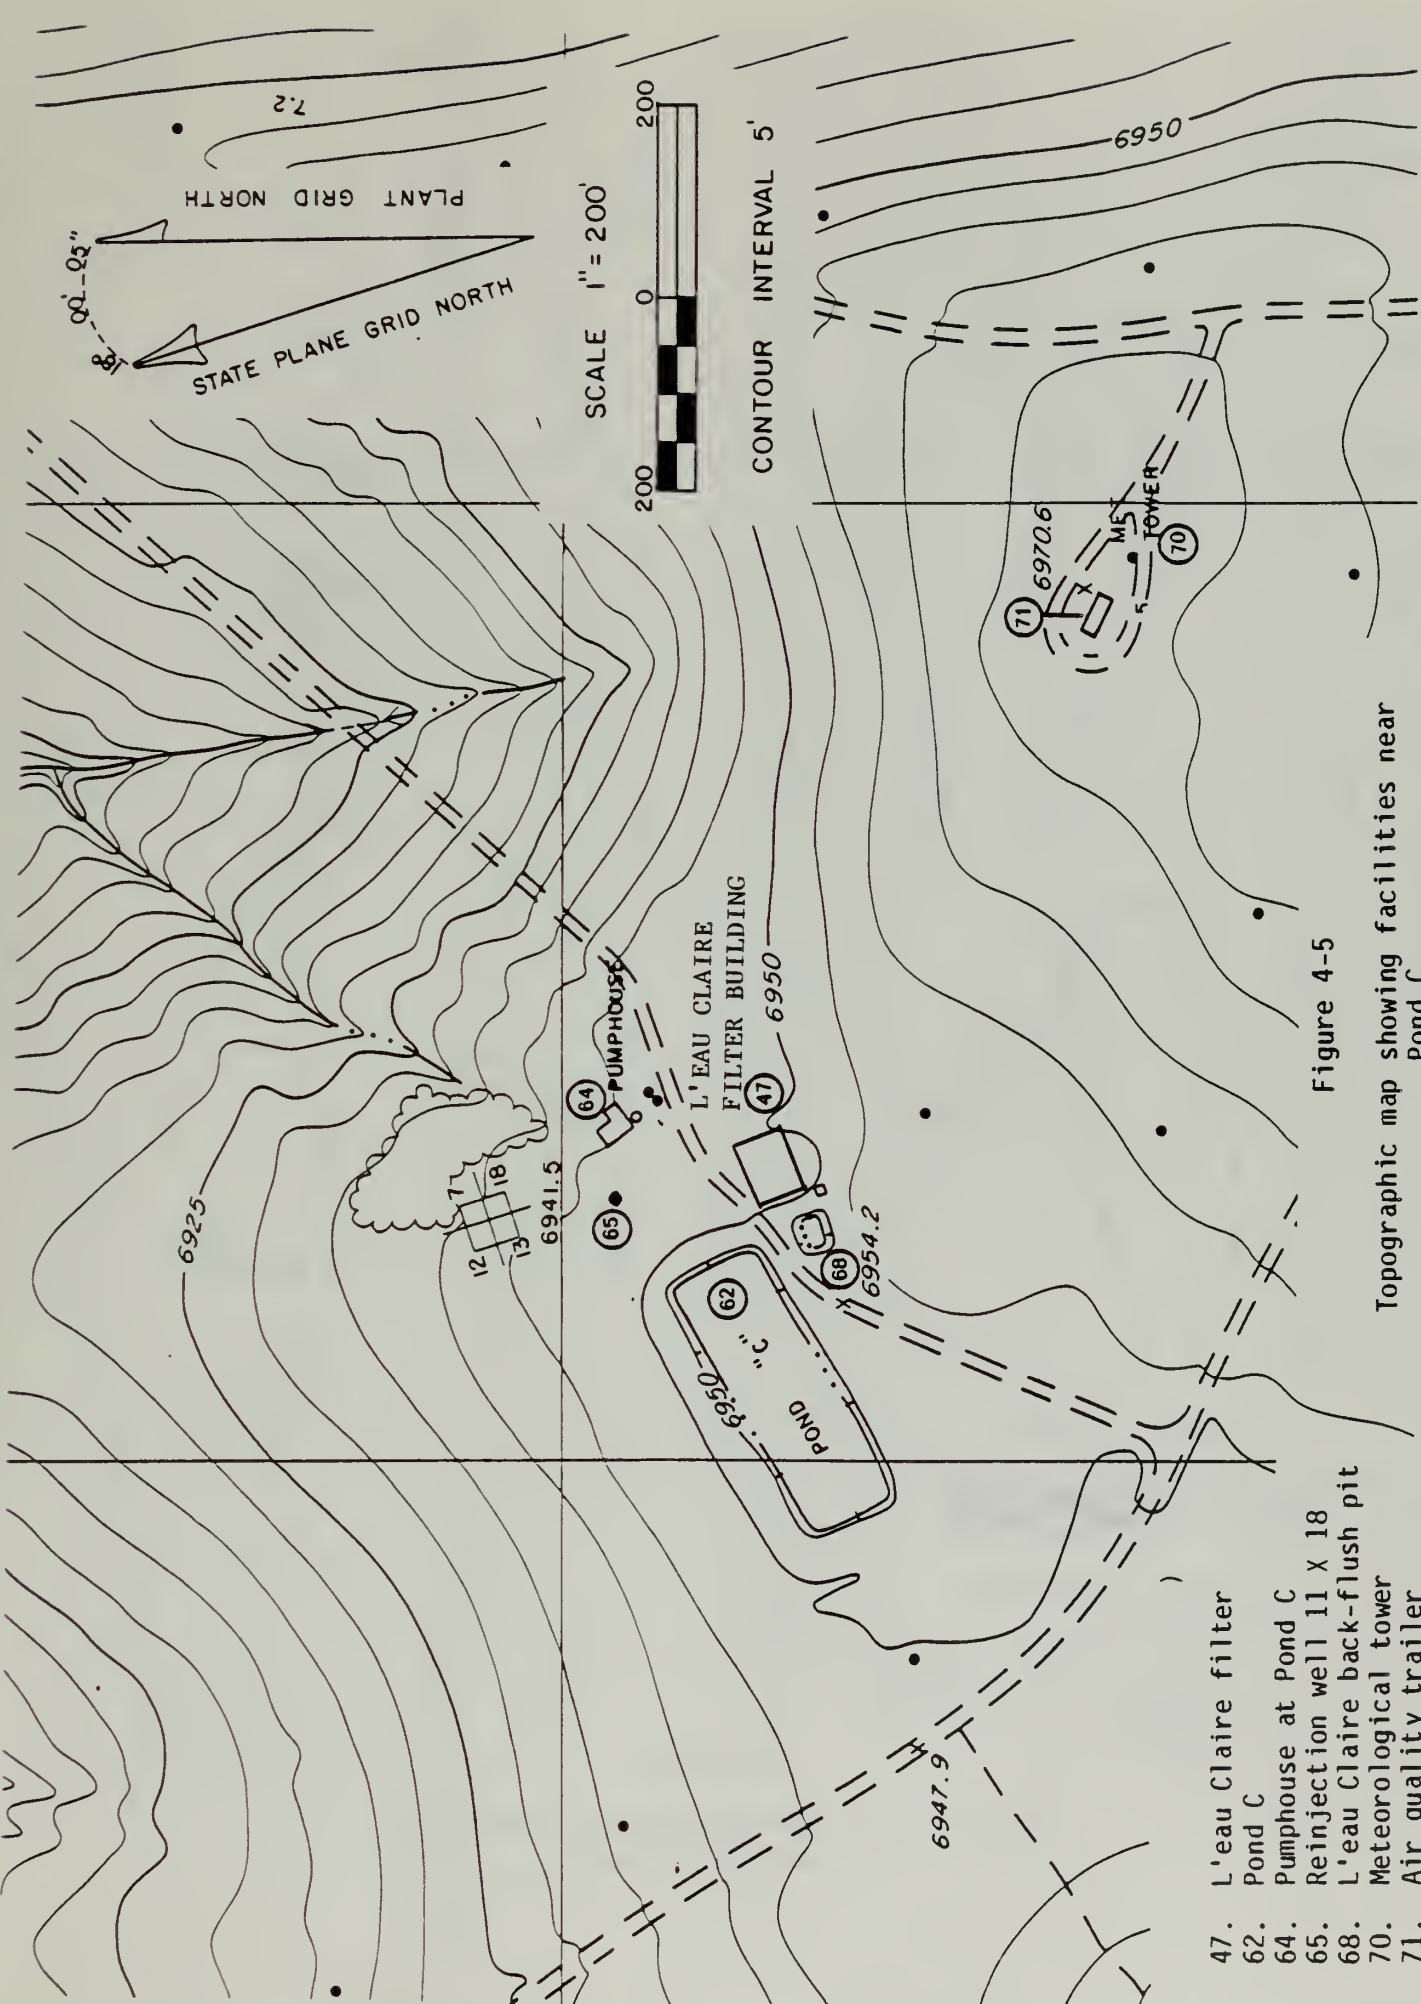 7.2
PLANT GRID NORTH
STATE PLANE GRID NORTH
SCALE 1" = 200'
200 0 200
CONTOUR INTERVAL 5'
6950
6925
7
18
12
13
6941.5
64
PUMPHOUSE
65
L'EAU CLAIRE
FILTER BUILDING
47
6950
62
POND "C"
6950
68
6954.2
6947.9
71
6970.6
MET
TOWER
70
Figure 4-5
Topographic map showing facilities near
Pond C
47. L'eau Claire filter
62. Pond C
64. Pumphouse at Pond C
65. Reinjection well 11 X 18
68. L'eau Claire back-flush pit
70. Meteorological tower
71. Air quality trailer